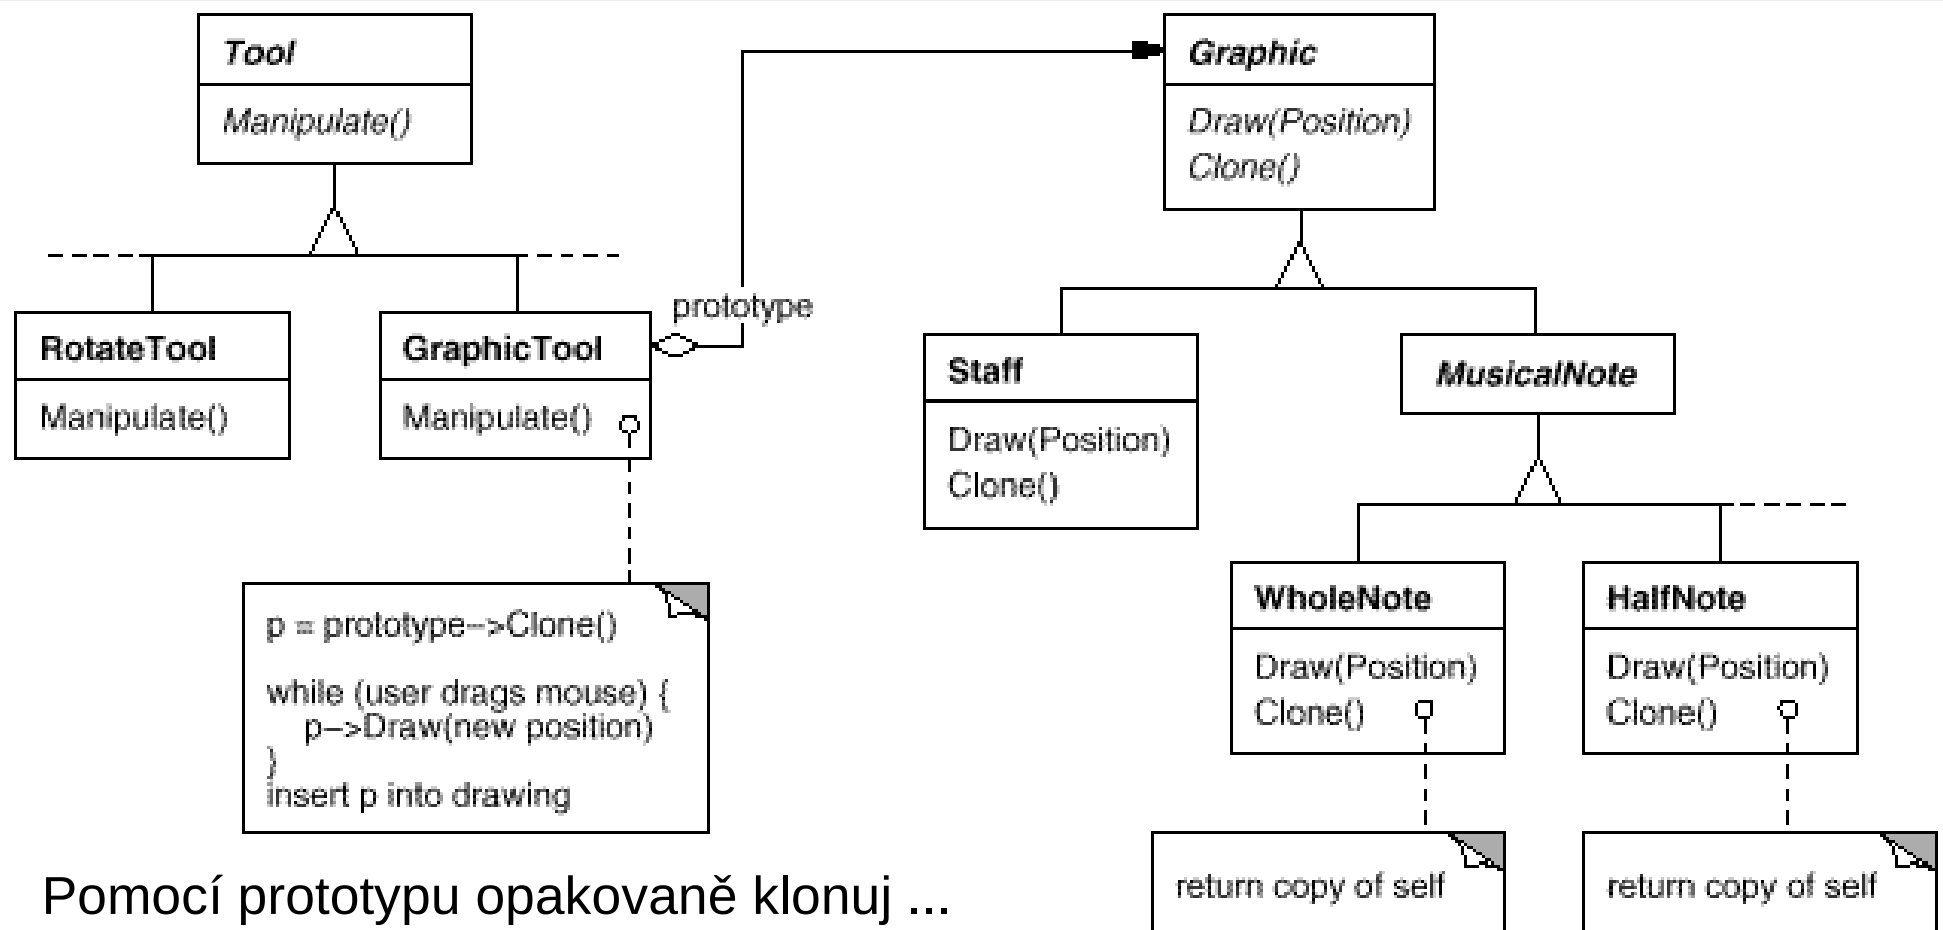 Tool
Manipulate()
Graphic
Draw(Position)
Clone()
prototype
RotateTool
Manipulate()
GraphicTool
Manipulate()
Staff
Draw(Position)
Clone()
MusicalNote
WholeNote
Draw(Position)
Clone()
HalfNote
Draw(Position)
Clone()
p = prototype–>Clone()
while (user drags mouse) {
p–>Draw(new position)
}
insert p into drawing
return copy of self
return copy of self
Pomocí prototypu opakovaně klonuj ...